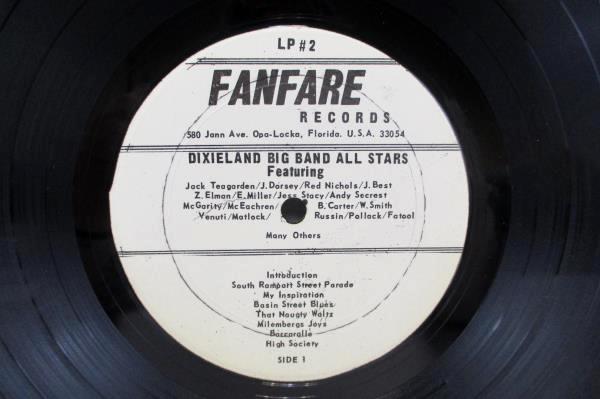 LP #2
FANFARE
RECORDS
580 Jann Ave. Opa-Locka, Florida. U.S.A. 33054
DIXIELAND BIG BAND ALL STARS
Featuring
Jack Teagarden/J.Dorsey/Red Nichols/J.Best
Z.Elman/E.Miller/Jess Stacy/Andy Secrest
McGarity/McEachren/ B.Carter/W.Smith
Venuti/Matlock/ Russin/Pollack/Fatool
Many Others
Introduction
South Rampart Street Parade
My Inspiration
Basin Street Blues
That Naughty Waltz
Milembergs Joys
Barcarolle
High Society
SIDE 1